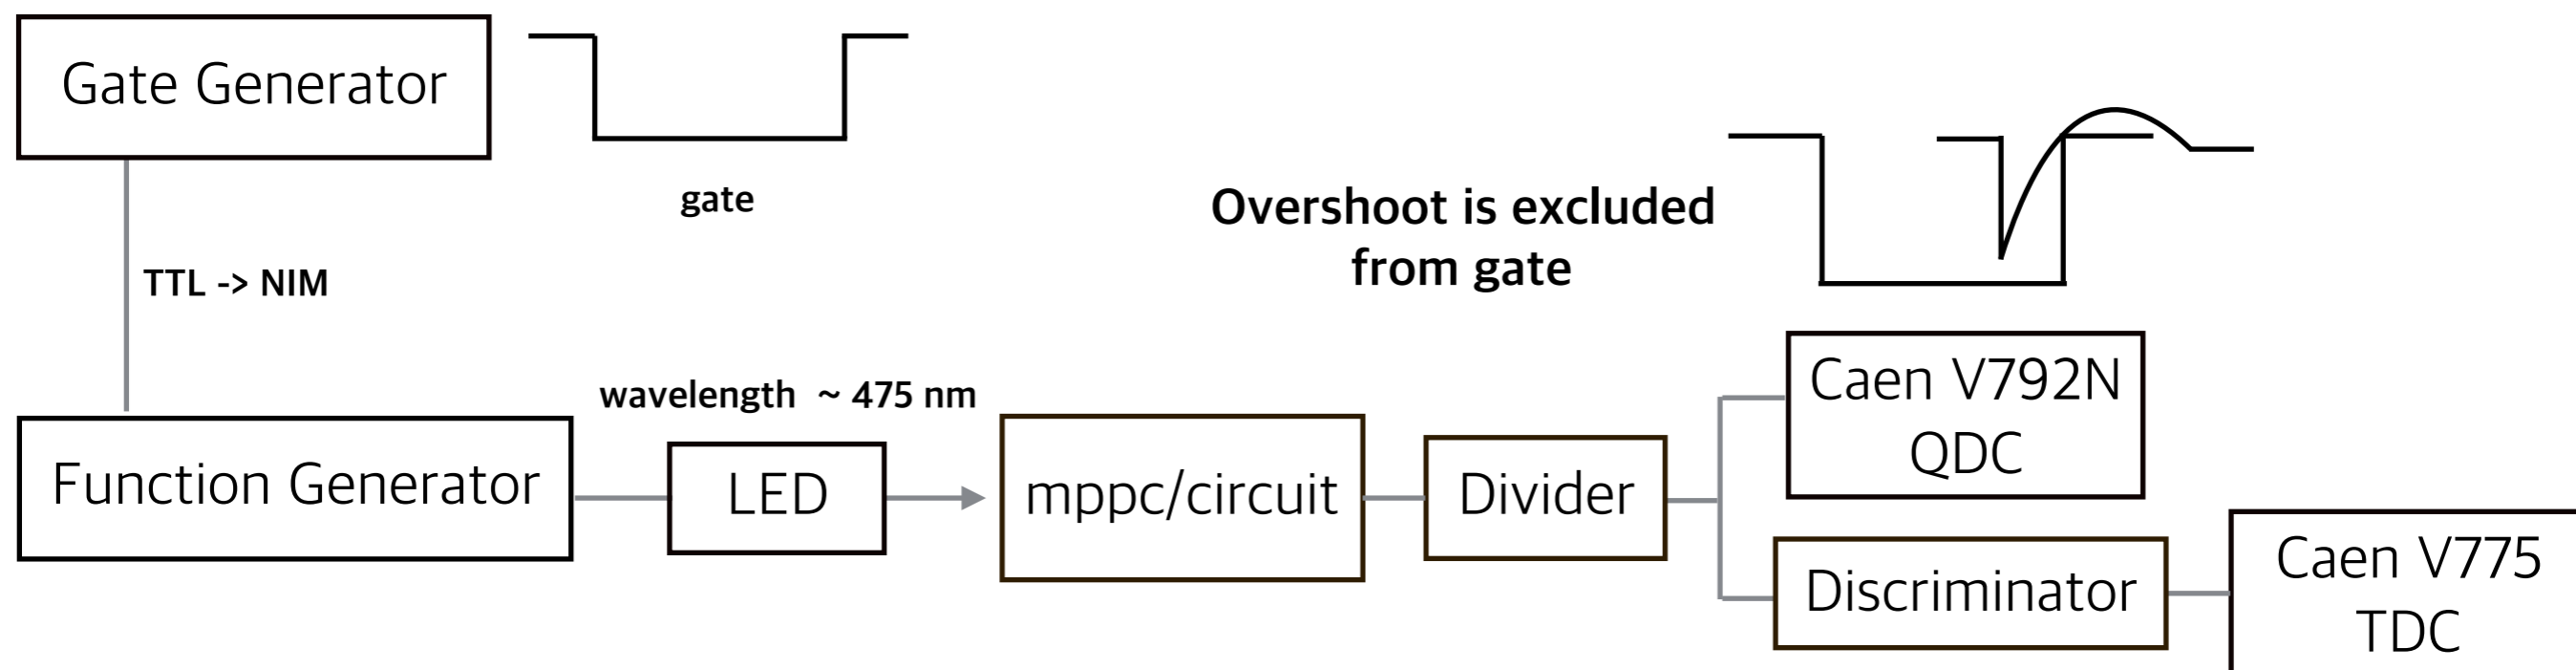 Gate Generator
gate
TTL -> NIM
Overshoot is excluded
from gate
Function Generator
wavelength ~ 475 nm
LED
mppc/circuit
Divider
Caen V792N
QDC
Discriminator
Caen V775
TDC